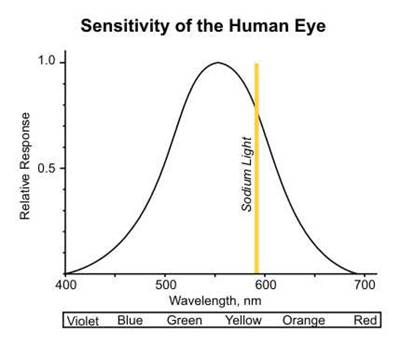 Sensitivity of the Human Eye
1.0
0.5
Relative Response
Sodium Light
400 500 600 700
Wavelength, nm
Violet Blue Green Yellow Orange Red